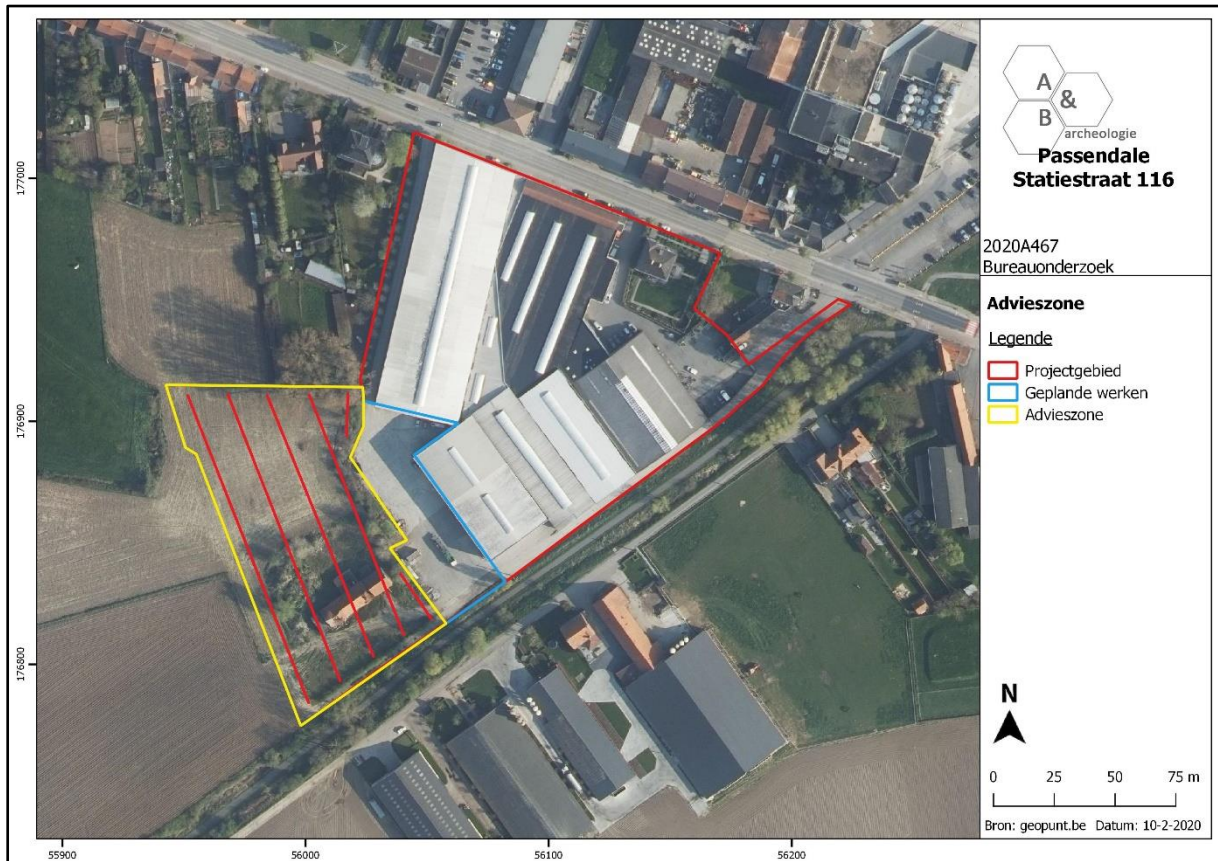 A
&
B
archeologie
Passendale
Statiestraat 116
2020A467
Bureauonderzoek
Advieszone
Legende
Projectgebied
Geplande werken
Advieszone
N
0 25 50 75 m
Bron: geopunt.be Datum: 10-2-2020
177000
176900
176800
55900 56000 56100 56200